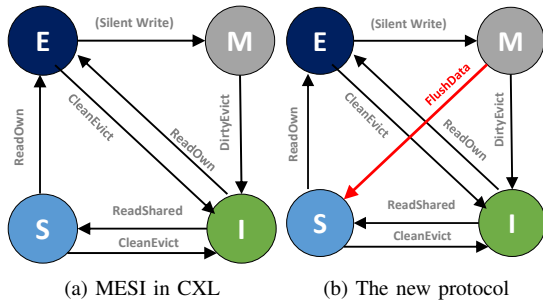 (Silent Write)
E
M
CleanEvict
ReadOwn
ReadOwn
DirtyEvict
ReadShared
S
I
CleanEvict
(a) MESI in CXL
(Silent Write)
E
M
FlushData
CleanEvict
ReadOwn
ReadOwn
DirtyEvict
ReadShared
S
I
CleanEvict
(b) The new protocol